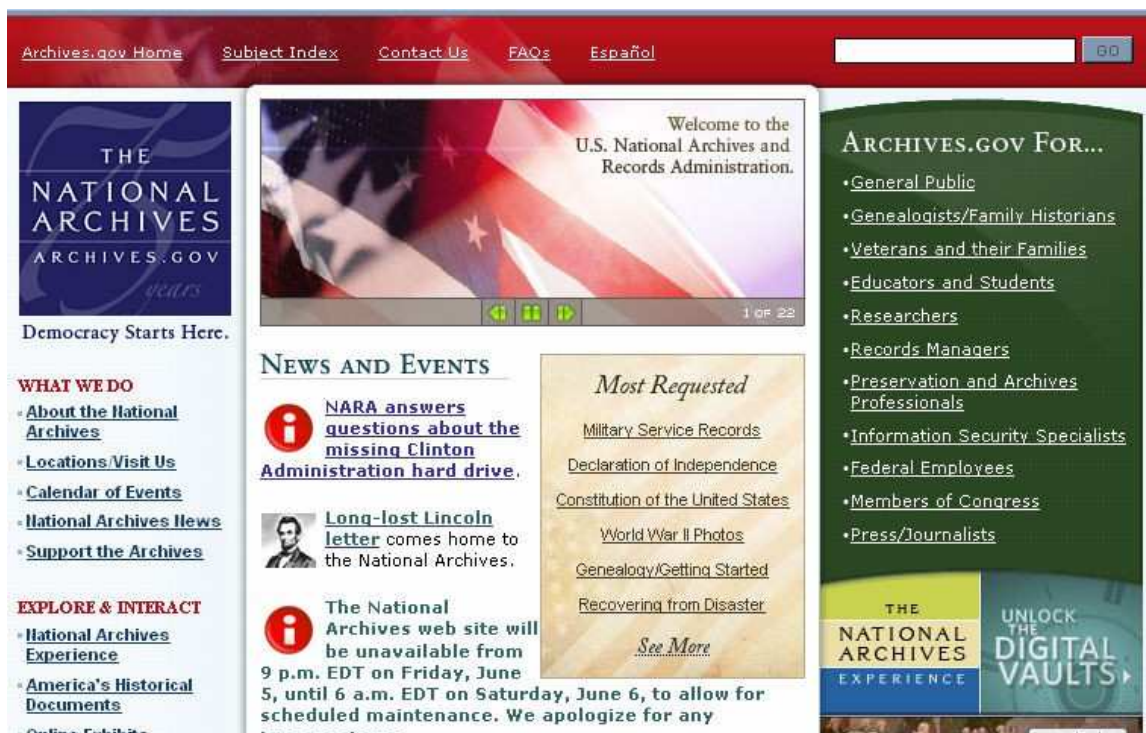 Archives.gov Home Subject Index Contact Us FAQs Español GO
75
THE
NATIONAL
ARCHIVES
ARCHIVES.GOV
years
Democracy Starts Here.
WHAT WE DO
About the National
Archives
Locations/Visit Us
Calendar of Events
National Archives News
Support the Archives
EXPLORE & INTERACT
National Archives
Experience
America's Historical
Documents
Welcome to the
U.S. National Archives and
Records Administration.
1 OF 22
NEWS AND EVENTS
NARA answers
questions about the
missing Clinton
Administration hard drive.
Long-lost Lincoln
letter comes home to
the National Archives.
The National
Archives web site will
be unavailable from
9 p.m. EDT on Friday, June
5, until 6 a.m. EDT on Saturday, June 6, to allow for
scheduled maintenance. We apologize for any
Most Requested
Military Service Records
Declaration of Independence
Constitution of the United States
World War II Photos
Genealogy/Getting Started
Recovering from Disaster
See More
ARCHIVES.GOV FOR...
•General Public
•Genealogists/Family Historians
•Veterans and their Families
•Educators and Students
•Researchers
•Records Managers
•Preservation and Archives
Professionals
•Information Security Specialists
•Federal Employees
•Members of Congress
•Press/Journalists
THE
NATIONAL
ARCHIVES
EXPERIENCE
UNLOCK
THE
DIGITAL
VAULTS